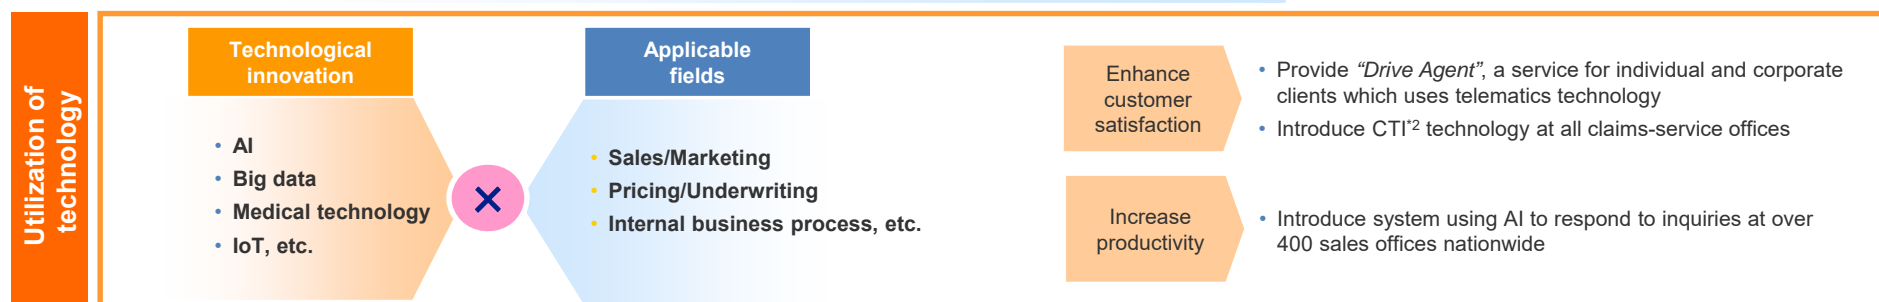 Utilization of
technology
Technological
innovation
• AI
• Big data
• Medical technology
• IoT, etc.
×
Applicable
fields
• Sales/Marketing
• Pricing/Underwriting
• Internal business process, etc.
Enhance
customer
satisfaction
• Provide “Drive Agent”, a service for individual and corporate
clients which uses telematics technology
• Introduce CTI*2 technology at all claims-service offices
Increase
productivity
• Introduce system using AI to respond to inquiries at over
400 sales offices nationwide